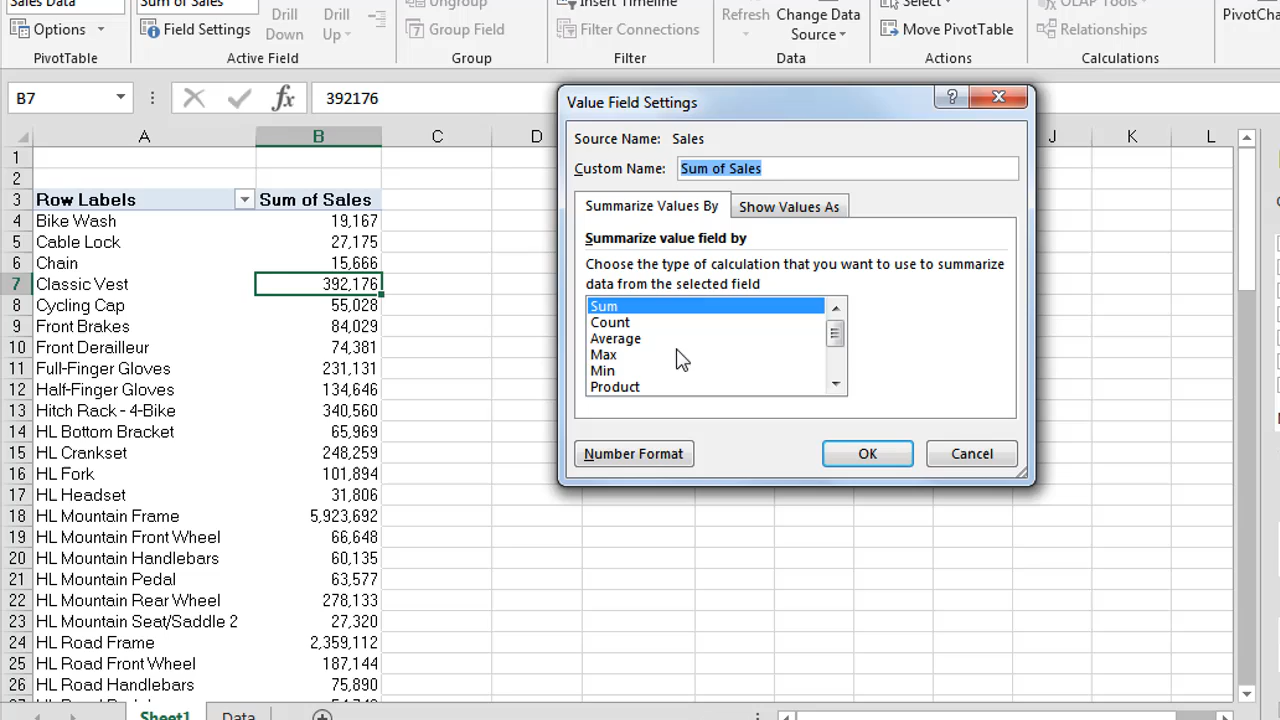 Sales Data
Sum of Sales
Options
Field Settings
Drill Down
Drill Up
PivotTable
Active Field
Ungroup
Group Field
Group
Insert Timeline
Filter Connections
Filter
Refresh
Change Data Source
Data
Select
Move PivotTable
Actions
OLAP Tools
Relationships
Calculations
PivotCha
B7
fx
392176
A B C D J K L
1
2
3 Row Labels Sum of Sales
4 Bike Wash 19,167
5 Cable Lock 27,175
6 Chain 15,666
7 Classic Vest 392,176
8 Cycling Cap 55,028
9 Front Brakes 84,029
10 Front Derailleur 74,381
11 Full-Finger Gloves 231,131
12 Half-Finger Gloves 134,646
13 Hitch Rack - 4-Bike 340,560
14 HL Bottom Bracket 65,969
15 HL Crankset 248,259
16 HL Fork 101,894
17 HL Headset 31,806
18 HL Mountain Frame 5,923,692
19 HL Mountain Front Wheel 66,648
20 HL Mountain Handlebars 60,135
21 HL Mountain Pedal 63,577
22 HL Mountain Rear Wheel 278,133
23 HL Mountain Seat/Saddle 2 27,320
24 HL Road Frame 2,359,112
25 HL Road Front Wheel 187,144
26 HL Road Handlebars 75,890
Sheet1
Data
Value Field Settings
?
Source Name: Sales
Custom Name: Sum of Sales
Summarize Values By
Show Values As
Summarize value field by
Choose the type of calculation that you want to use to summarize
data from the selected field
Sum
Count
Average
Max
Min
Product
Number Format
OK
Cancel